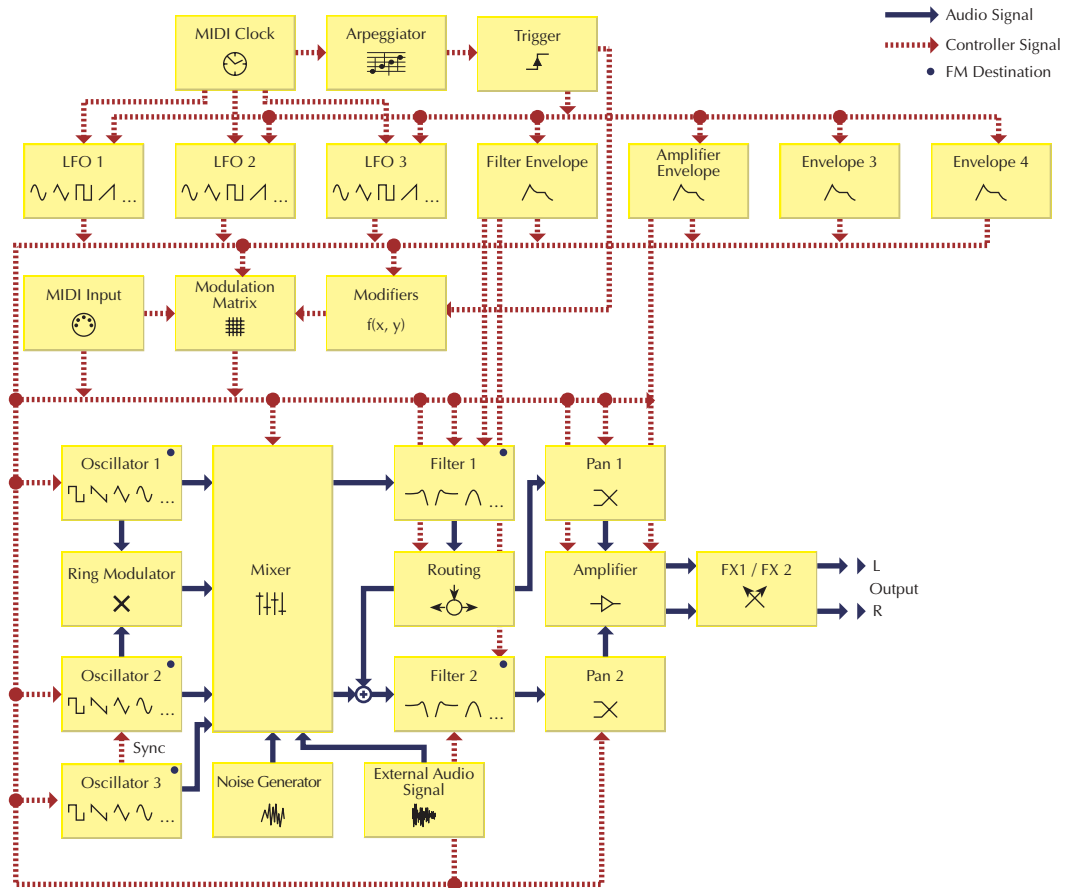 Audio Signal
Controller Signal
FM Destination
MIDI Clock
Arpeggiator
Trigger
LFO 1
...
LFO 2
...
LFO 3
...
Filter Envelope
Amplifier
Envelope
Envelope 3
Envelope 4
MIDI Input
Modulation
Matrix
Modifiers
f(x, y)
Oscillator 1
...
Mixer
Filter 1
...
Pan 1
Ring Modulator
Routing
Amplifier
FX1 / FX 2
L
Output
R
Oscillator 2
...
Filter 2
...
Pan 2
Sync
Oscillator 3
...
Noise Generator
External Audio
Signal